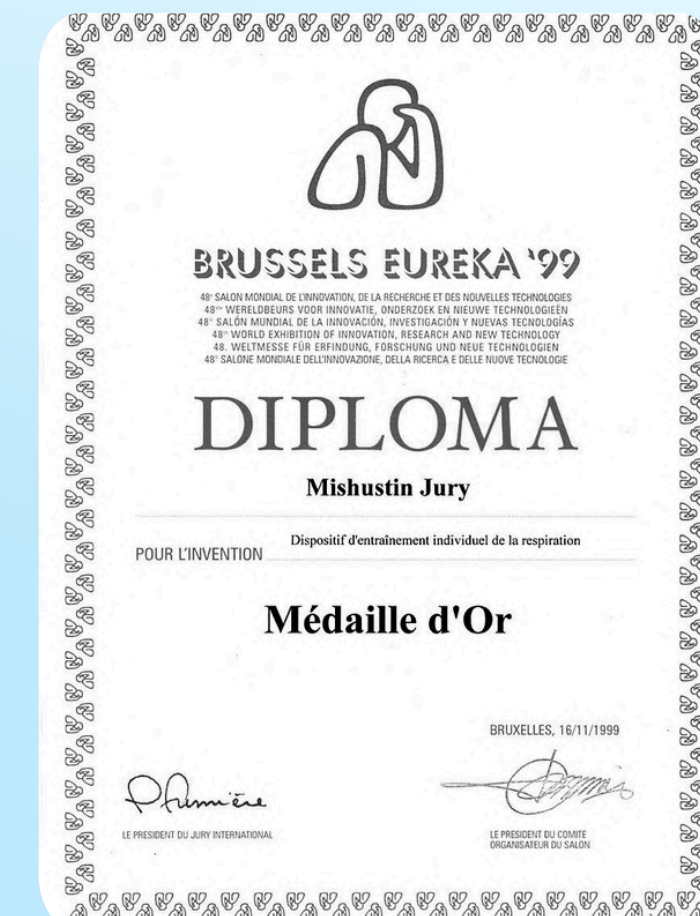 BRUSSELS EUREKA '99
48e SALON MONDIAL DE L'INNOVATION, DE LA RECHERCHE ET DES NOUVELLES TECHNOLOGIES
48ste WERELDBEURS VOOR INNOVATIE, ONDERZOEK EN NIEUWE TECHNOLOGIEËN
48° SALÓN MUNDIAL DE LA INNOVACIÓN, INVESTIGACIÓN Y NUEVAS TECNOLOGÍAS
48th WORLD EXHIBITION OF INNOVATION, RESEARCH AND NEW TECHNOLOGY
48. WELTMESSE FÜR ERFINDUNG, FORSCHUNG UND NEUE TECHNOLOGIEN
48° SALONE MONDIALE DELL'INNOVAZIONE, DELLA RICERCA E DELLE NUOVE TECNOLOGIE
DIPLOMA
Mishustin Jury
POUR L'INVENTION Dispositif d'entraînement individuel de la respiration
Médaille d'Or
BRUXELLES, 16/11/1999
LE PRESIDENT DU JURY INTERNATIONAL
LE PRESIDENT DU COMITE
ORGANISATEUR DU SALON